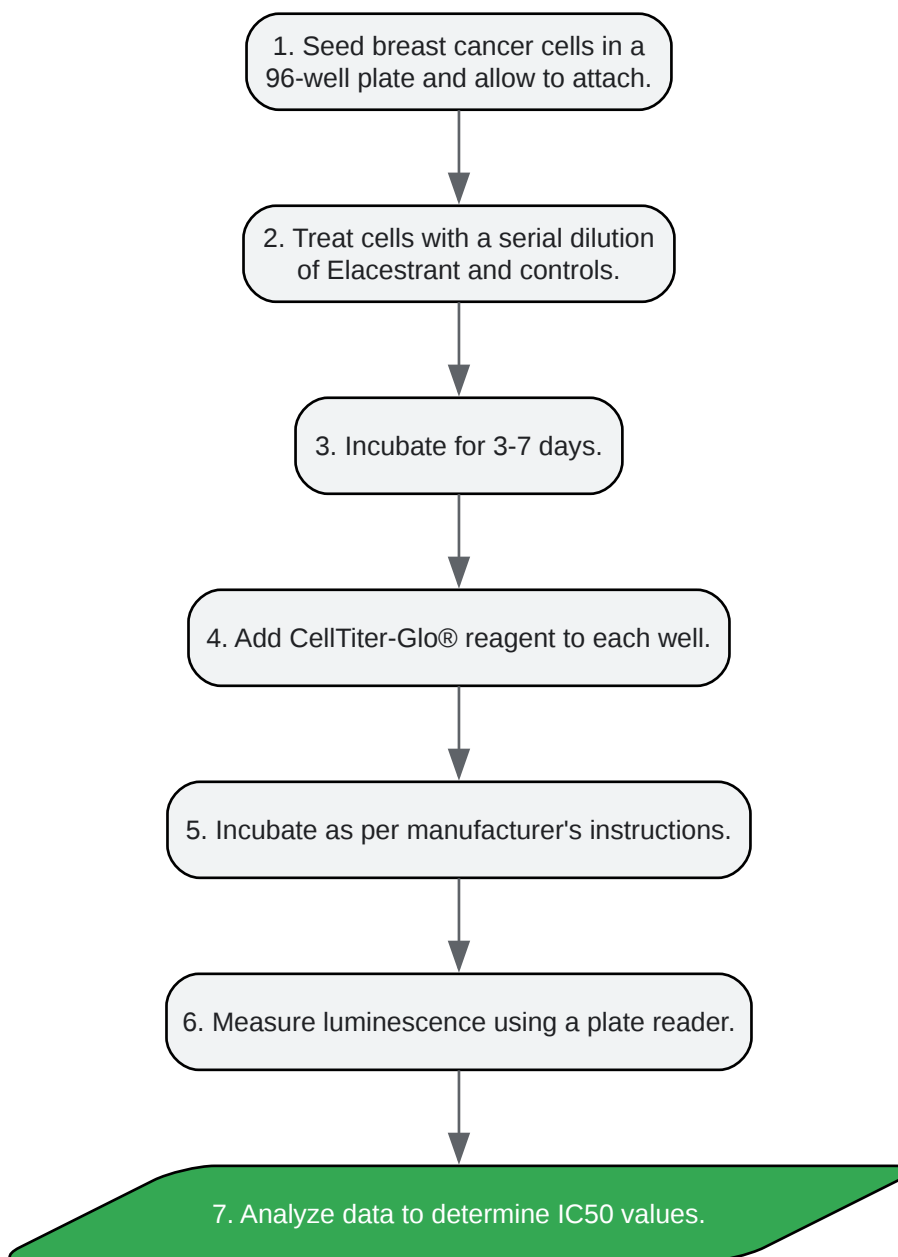 1. Seed breast cancer cells in a
96-well plate and allow to attach.
2. Treat cells with a serial dilution
of Elacestrant and controls.
3. Incubate for 3-7 days.
4. Add CellTiter-Glo® reagent to each well.
5. Incubate as per manufacturer's instructions.
6. Measure luminescence using a plate reader.
7. Analyze data to determine IC50 values.